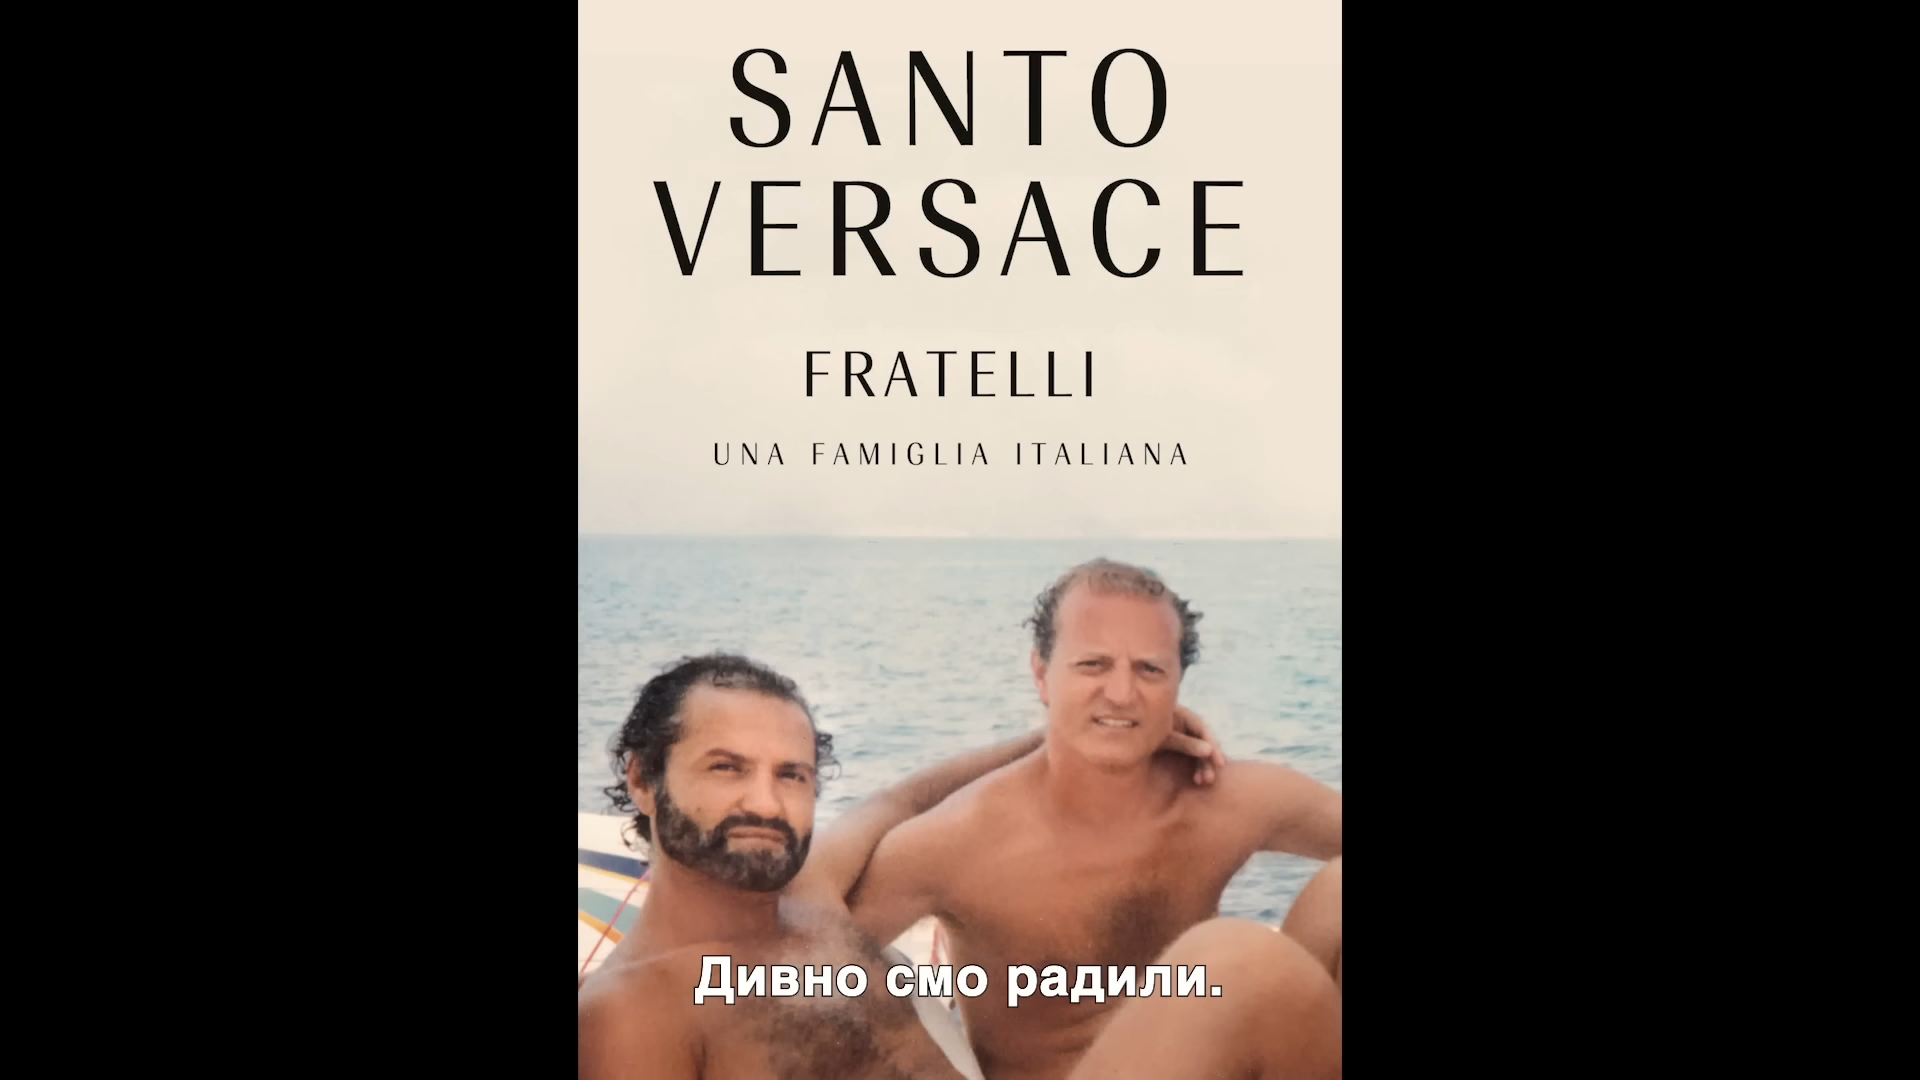 SANTO
VERSACE
FRATELLI
UNA FAMIGLIA ITALIANA
Дивно смо радили.